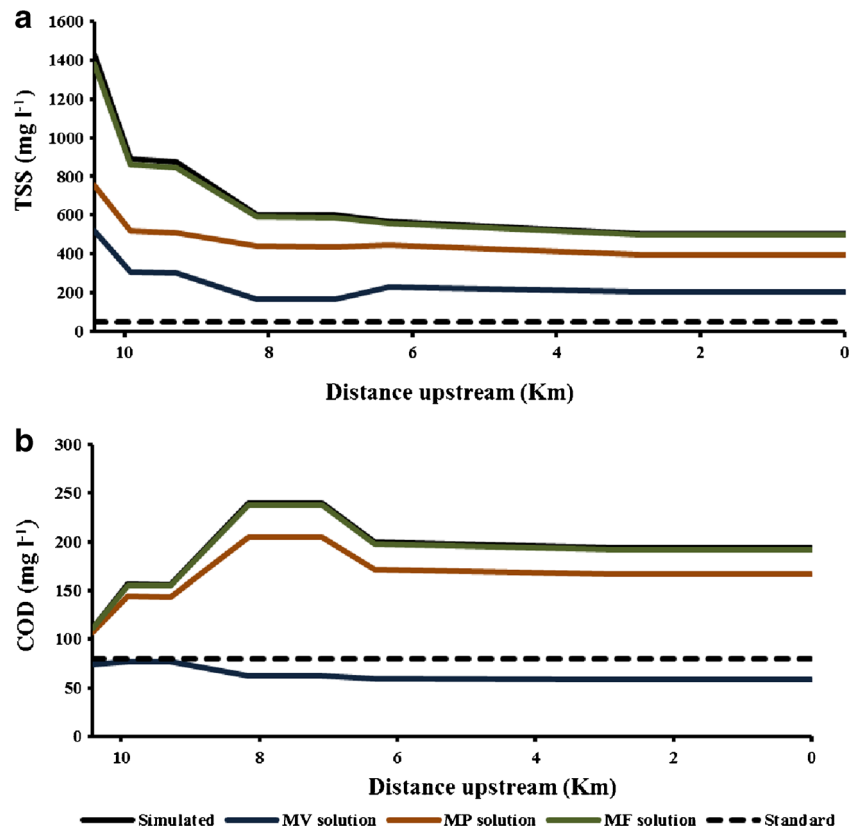 a
1600
1400
1200
1000
800
600
400
200
0
TSS (mg l-1)
10 8 6 4 2 0
Distance upstream (Km)
b
300
250
200
150
100
50
0
COD (mg l-1)
10 8 6 4 2 0
Distance upstream (Km)
Simulated MV solution MP solution MF solution Standard